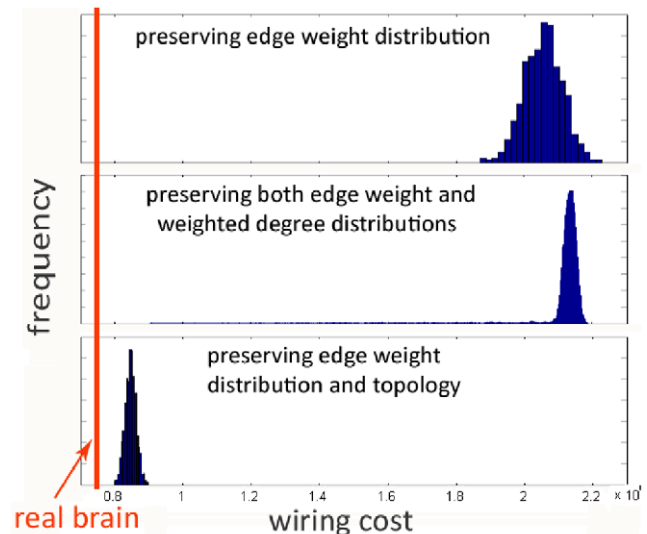 preserving edge weight distribution
preserving both edge weight and
weighted degree distributions
preserving edge weight
distribution and topology
frequency
0.8 1 1.2 1.4 1.6 1.8 2 2.2
real brain
wiring cost